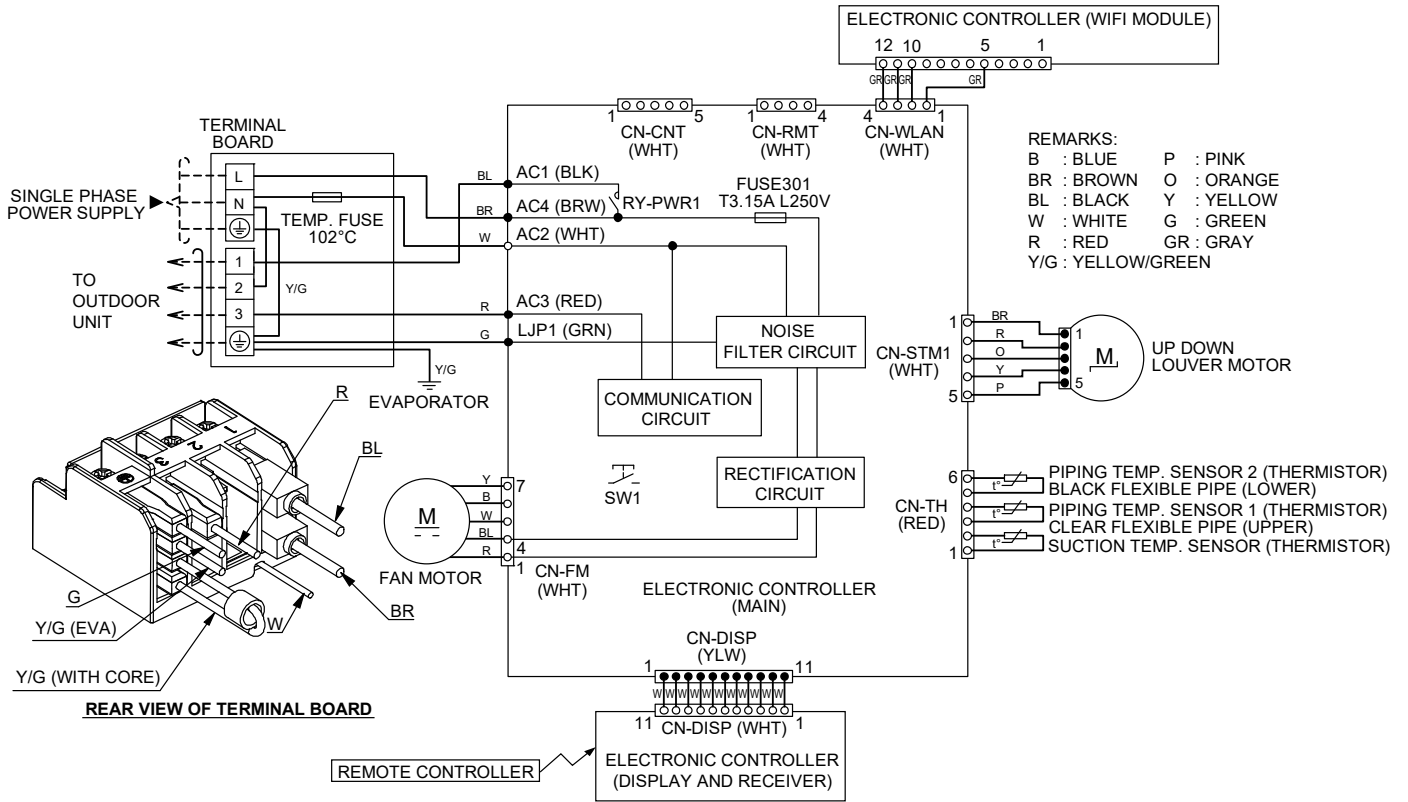 ELECTRONIC CONTROLLER (WIFI MODULE)
12 10 5 1
GR GR GR GR
1 5
CN-CNT
(WHT)
1 4
CN-RMT
(WHT)
4 1
CN-WLAN
(WHT)
REMARKS:
B : BLUE P : PINK
BR : BROWN O : ORANGE
BL : BLACK Y : YELLOW
W : WHITE G : GREEN
R : RED GR : GRAY
Y/G : YELLOW/GREEN
TERMINAL
BOARD
SINGLE PHASE
POWER SUPPLY
L
N
TEMP. FUSE
102°C
1
2
3
Y/G
TO
OUTDOOR
UNIT
Y/G
EVAPORATOR
BL AC1 (BLK)
BR AC4 (BRW)
W AC2 (WHT)
R AC3 (RED)
G LJP1 (GRN)
RY-PWR1
FUSE301
T3.15A L250V
NOISE
FILTER CIRCUIT
COMMUNICATION
CIRCUIT
RECTIFICATION
CIRCUIT
SW1
1
CN-STM1
(WHT)
5
BR
R
O
Y
P
1
5
M
UP DOWN
LOUVER MOTOR
6
CN-TH
(RED)
1
t°
t°
t°
PIPING TEMP. SENSOR 2 (THERMISTOR)
BLACK FLEXIBLE PIPE (LOWER)
PIPING TEMP. SENSOR 1 (THERMISTOR)
CLEAR FLEXIBLE PIPE (UPPER)
SUCTION TEMP. SENSOR (THERMISTOR)
M
FAN MOTOR
Y
B
W
BL
R
7
4
1
CN-FM
(WHT)
ELECTRONIC CONTROLLER
(MAIN)
1
2
3
R
BL
BR
W
G
Y/G (EVA)
Y/G (WITH CORE)
REAR VIEW OF TERMINAL BOARD
CN-DISP
(YLW)
1 11
W W W W W W W W W W
11 CN-DISP (WHT) 1
ELECTRONIC CONTROLLER
(DISPLAY AND RECEIVER)
REMOTE CONTROLLER